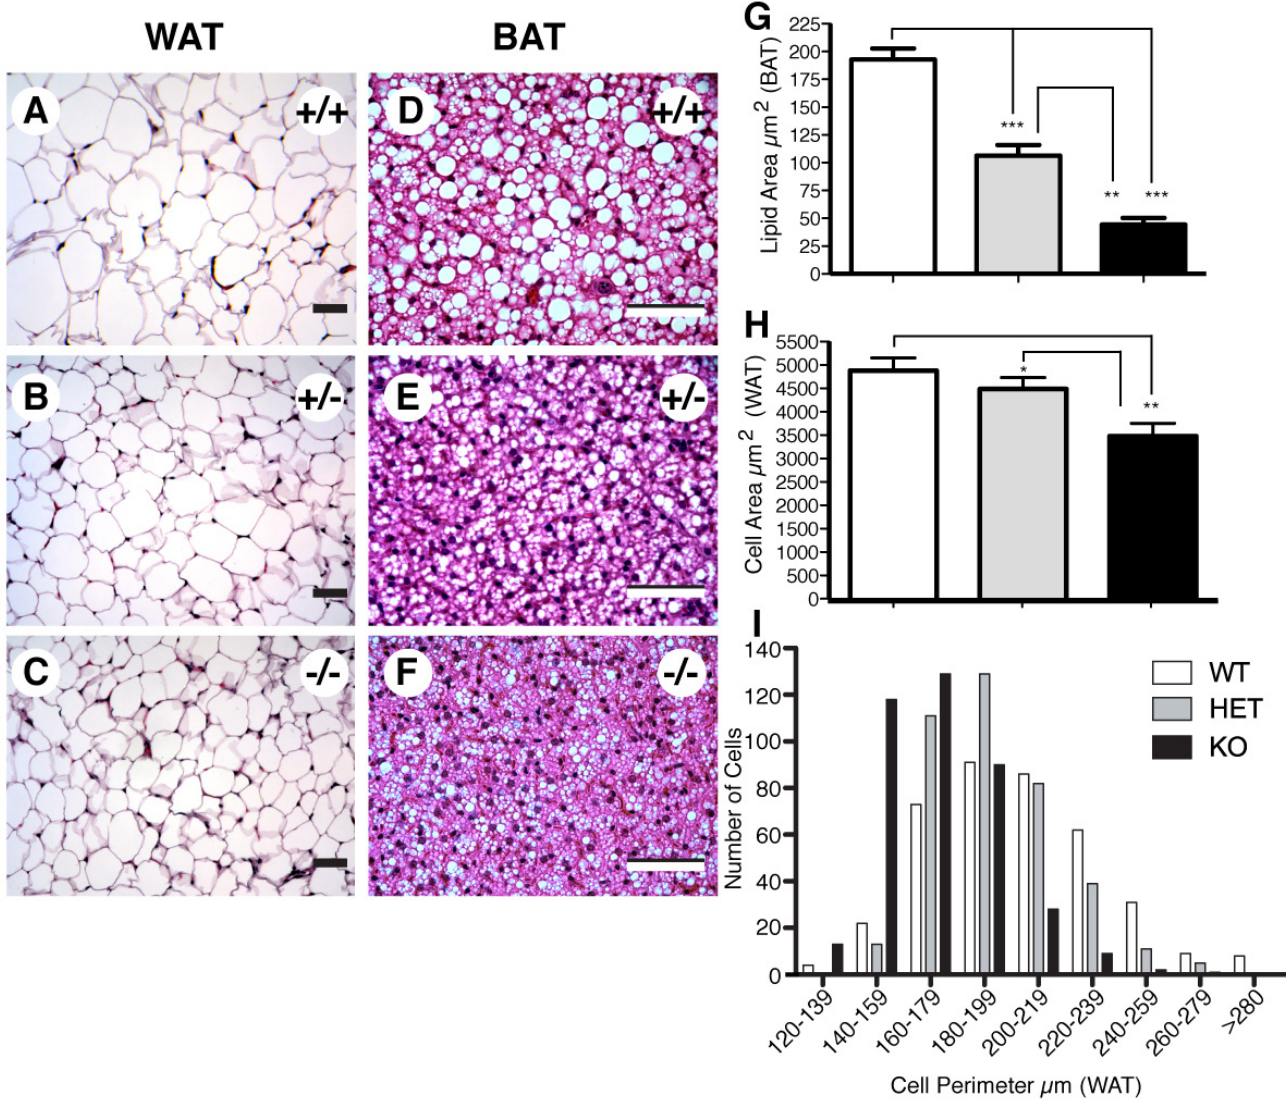 WAT
BAT
A
+/+
B
+/-
C
-/-
D
+/+
E
+/-
F
-/-
G
Lipid Area µm² (BAT)
225
200
175
150
125
100
75
50
25
0
***
**
***
H
Cell Area µm² (WAT)
5500
5000
4500
4000
3500
3000
2500
2000
1500
1000
500
0
*
**
I
Number of Cells
140
120
100
80
60
40
20
0
WT
HET
KO
120-139
140-159
160-179
180-199
200-219
220-239
240-259
260-279
>280
Cell Perimeter µm (WAT)